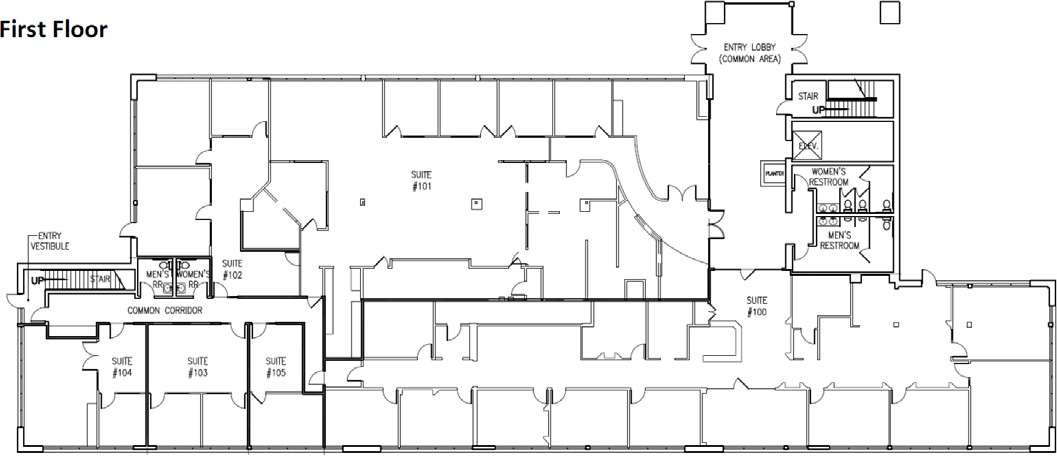 First Floor
ENTRY LOBBY
(COMMON AREA)
STAIR
UP
ELEV.
PLANTER
WOMEN'S
RESTROOM
MEN'S
RESTROOM
SUITE
#101
ENTRY
VESTIBULE
UP
STAIR
MEN'S
RR
WOMEN'S
RR
SUITE
#102
COMMON CORRIDOR
SUITE
#100
SUITE
#104
SUITE
#103
SUITE
#105